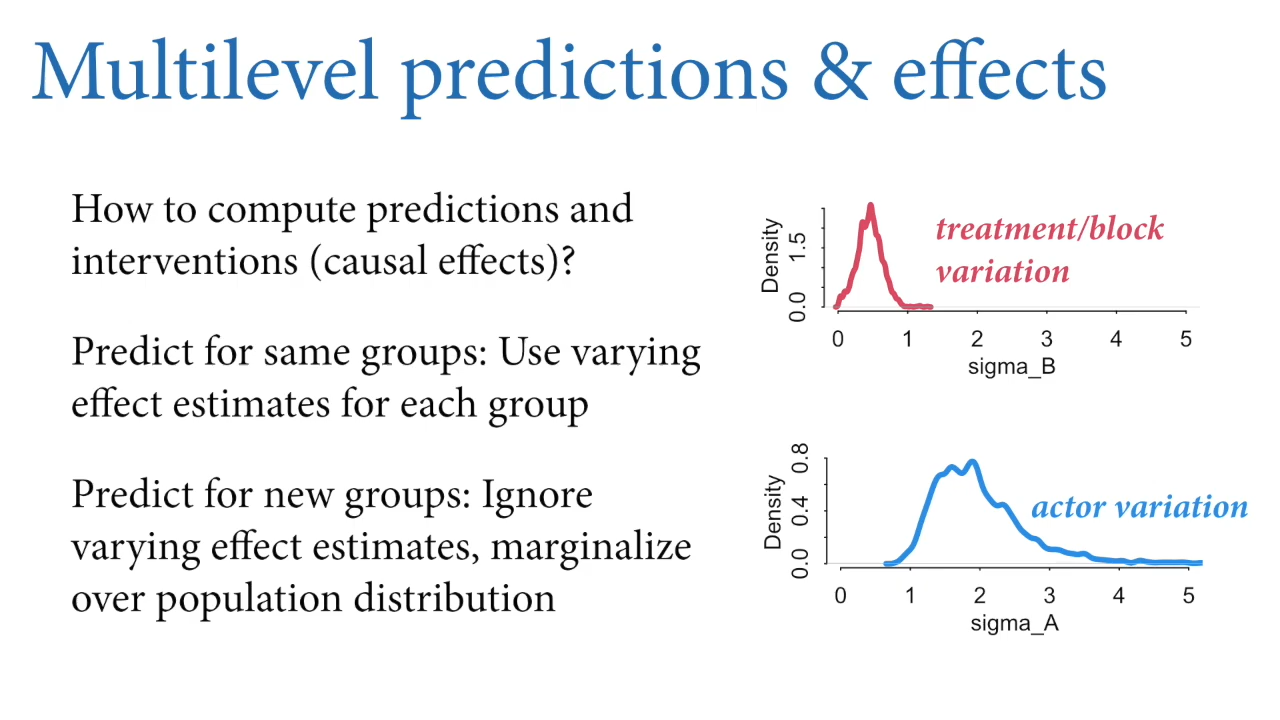 Multilevel predictions & effects
How to compute predictions and
interventions (causal effects)?
Predict for same groups: Use varying
effect estimates for each group
Predict for new groups: Ignore
varying effect estimates, marginalize
over population distribution
Density
0.0 1.5
treatment/block
variation
0 1 2 3 4 5
sigma_B
Density
0.0 0.4 0.8
actor variation
0 1 2 3 4 5
sigma_A